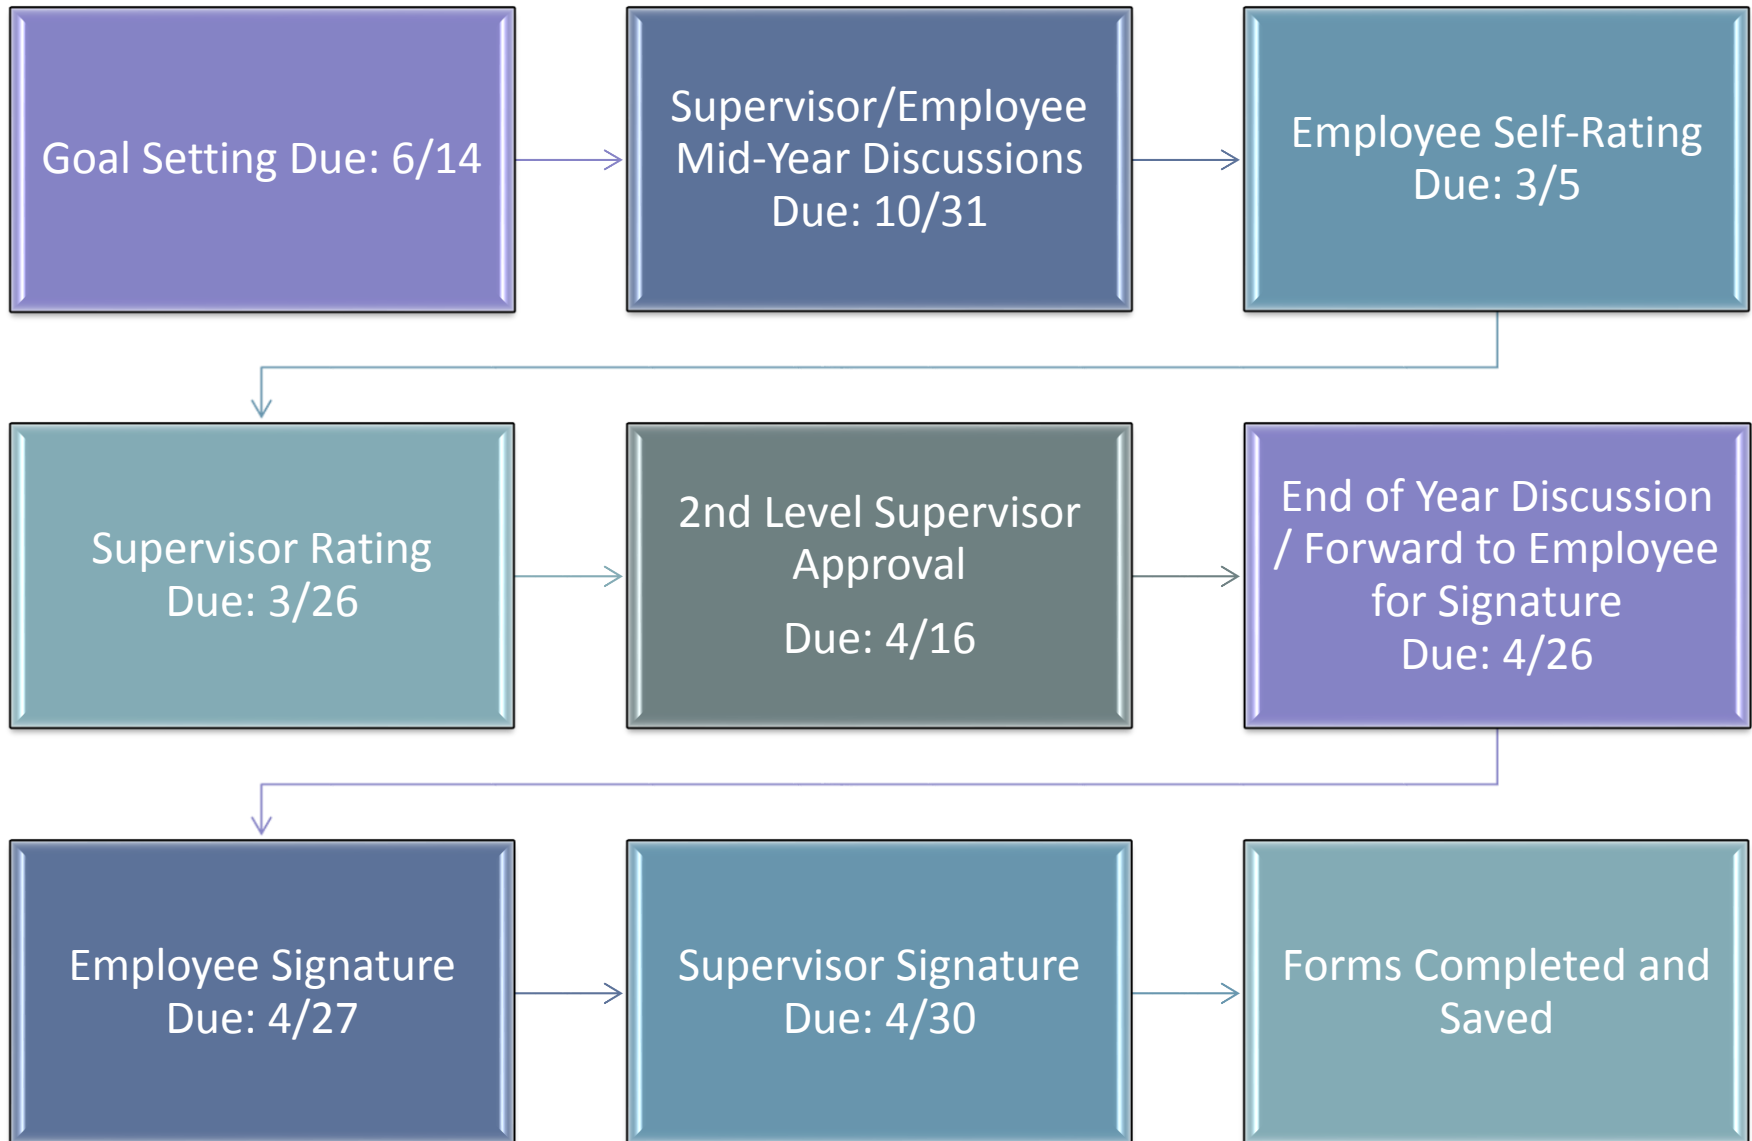 Goal Setting Due: 6/14
Supervisor/Employee
Mid-Year Discussions
Due: 10/31
Employee Self-Rating
Due: 3/5
Supervisor Rating
Due: 3/26
2nd Level Supervisor
Approval
Due: 4/16
End of Year Discussion
/ Forward to Employee
for Signature
Due: 4/26
Employee Signature
Due: 4/27
Supervisor Signature
Due: 4/30
Forms Completed and
Saved